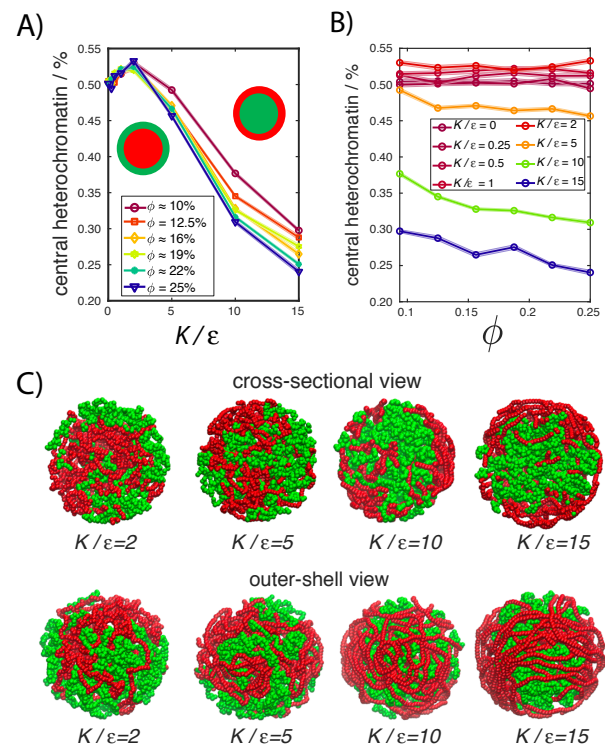 A)
central heterochromatin / %
0.55
0.50
0.45
0.40
0.35
0.30
0.25
0.20
ϕ ≈ 10%
ϕ = 12.5%
ϕ ≈ 16%
ϕ ≈ 19%
ϕ ≈ 22%
ϕ = 25%
0 5 10 15
K/ε
B)
central heterochromatin / %
0.55
0.50
0.45
0.40
0.35
0.30
0.25
0.20
K/ε = 0 K/ε = 2
K/ε = 0.25 K/ε = 5
K/ε = 0.5 K/ε = 10
K/ε = 1 K/ε = 15
0.1 0.15 0.2 0.25
ϕ
C)
cross-sectional view
K/ε=2 K/ε=5 K/ε=10 K/ε=15
outer-shell view
K/ε=2 K/ε=5 K/ε=10 K/ε=15